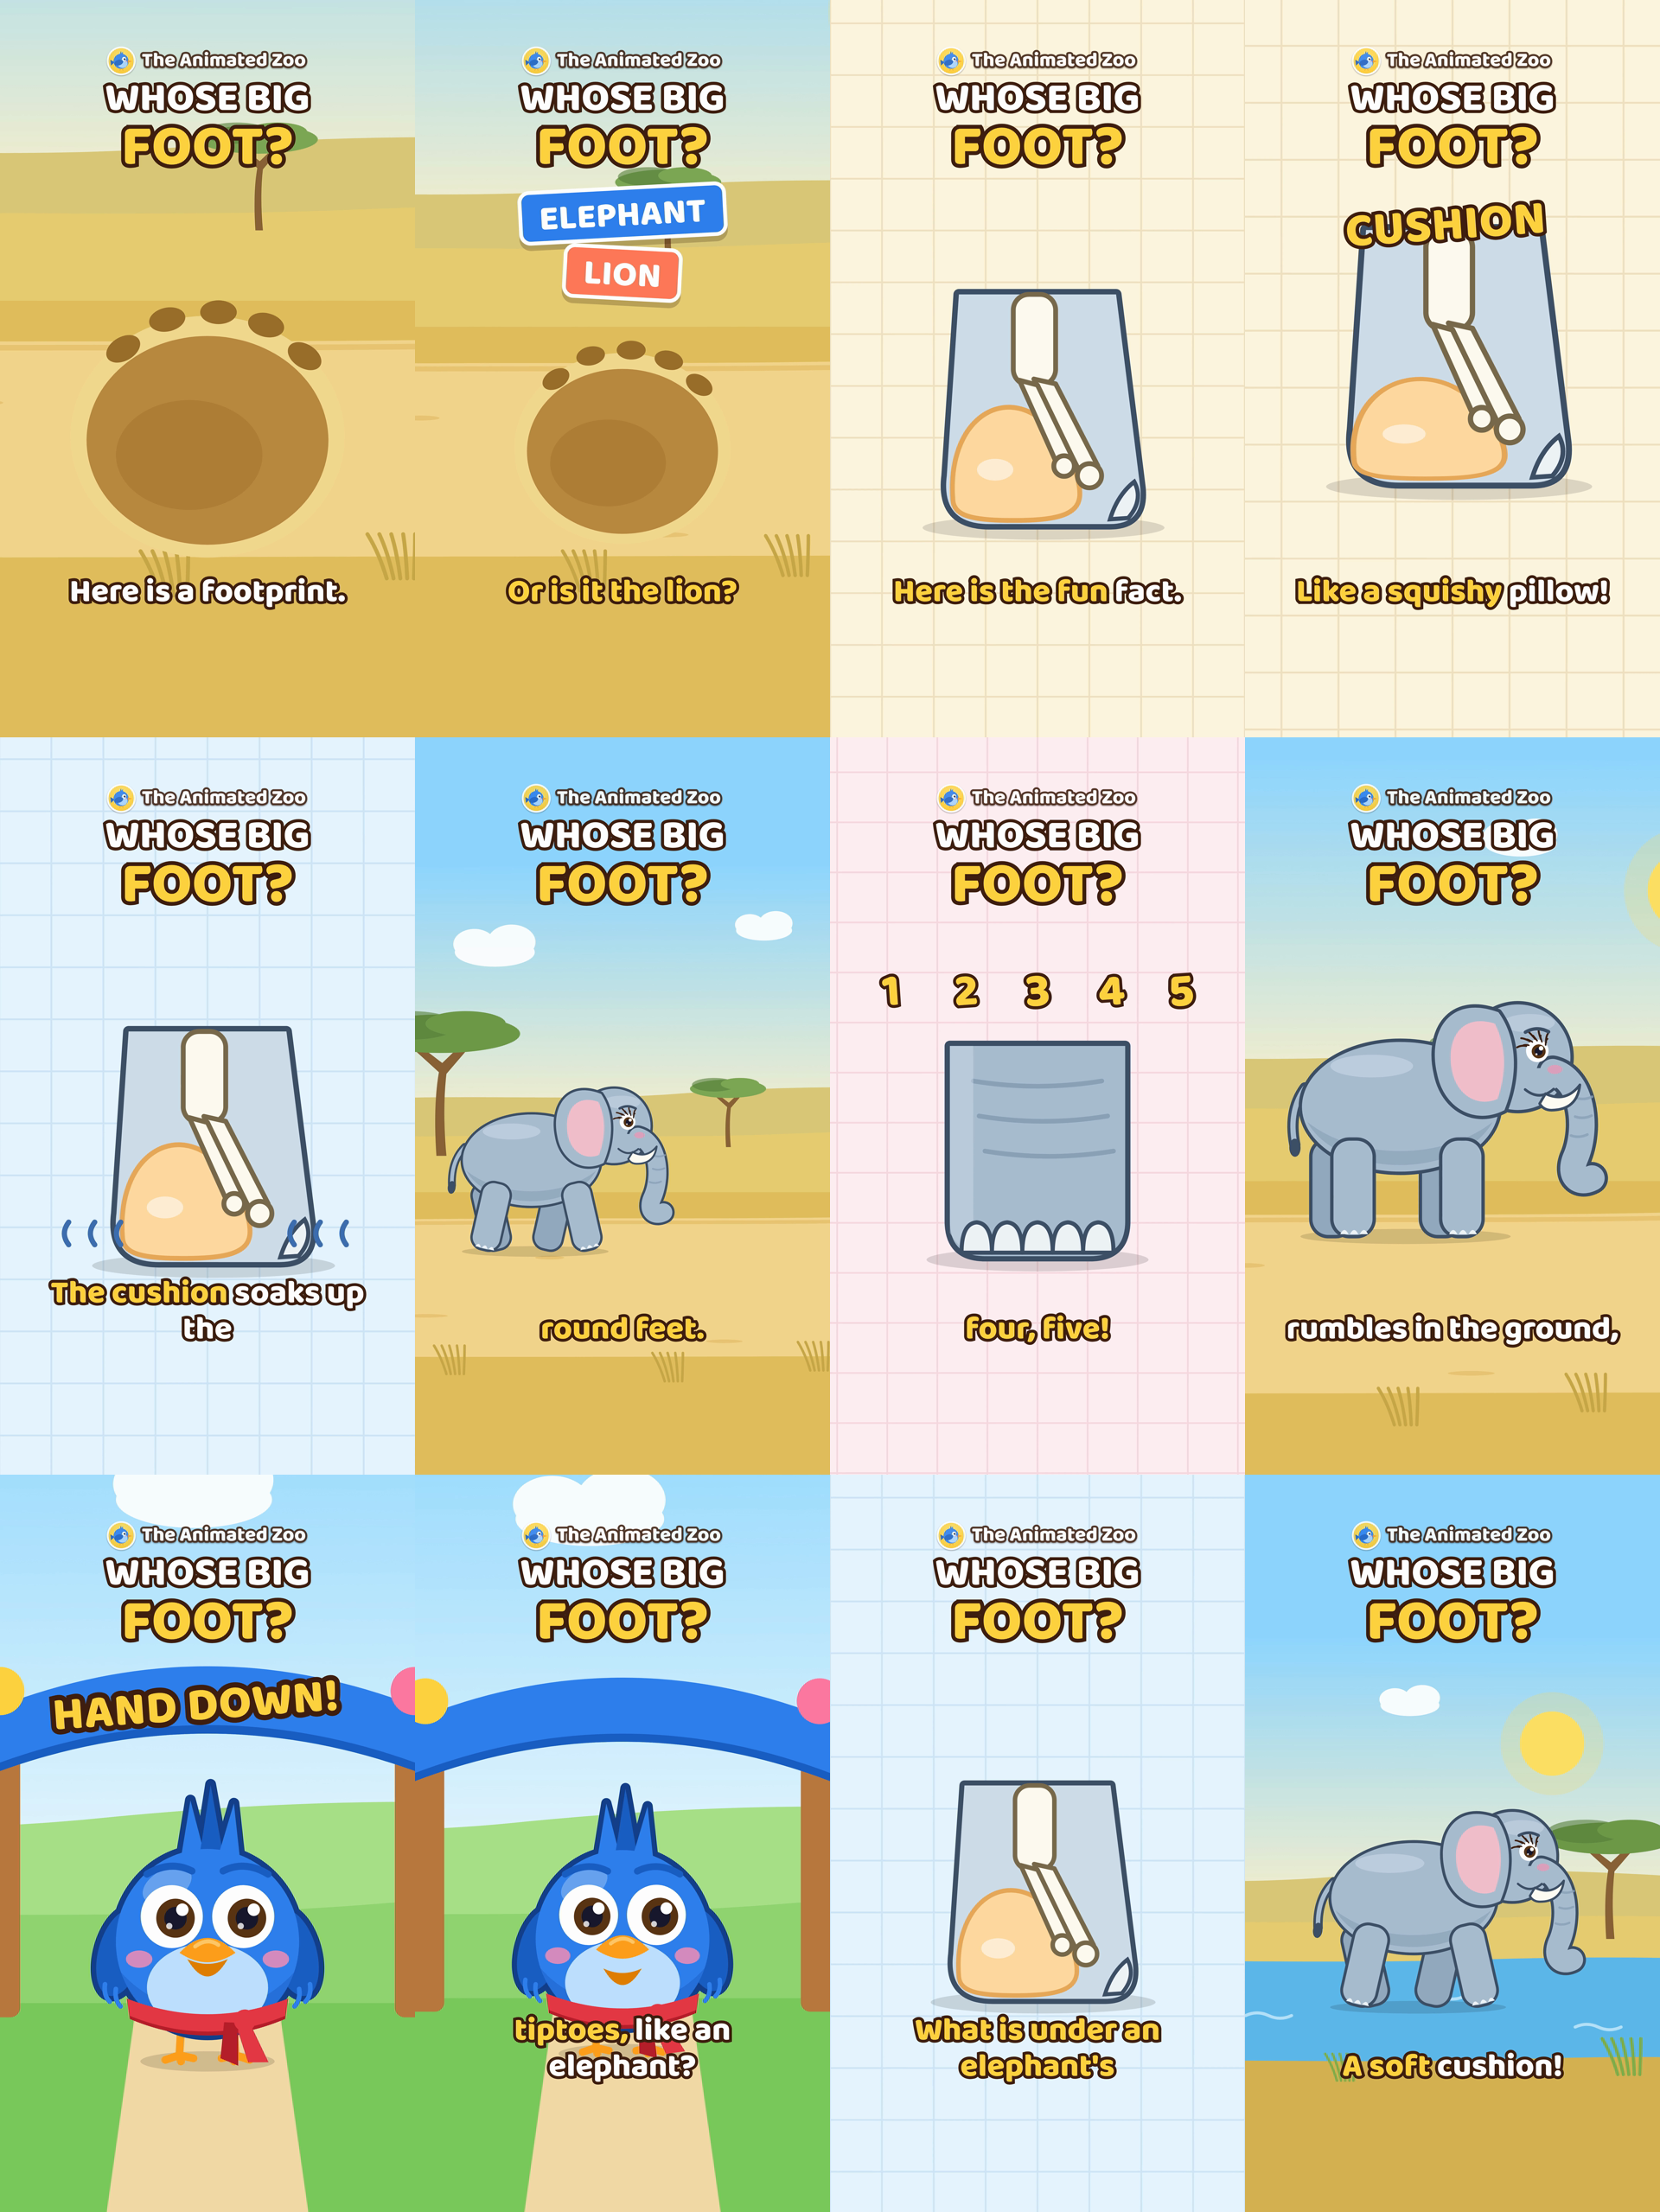 The Animated Zoo
WHOSE BIG
FOOT?
Here is a footprint.
The Animated Zoo
WHOSE BIG
FOOT?
ELEPHANT
LION
Or is it the lion?
The Animated Zoo
WHOSE BIG
FOOT?
Here is the fun fact.
The Animated Zoo
WHOSE BIG
FOOT?
CUSHION
Like a squishy pillow!
The Animated Zoo
WHOSE BIG
FOOT?
The cushion soaks up
the
The Animated Zoo
WHOSE BIG
FOOT?
round feet.
The Animated Zoo
WHOSE BIG
FOOT?
1 2 3 4 5
four, five!
The Animated Zoo
WHOSE BIG
FOOT?
rumbles in the ground,
The Animated Zoo
WHOSE BIG
FOOT?
HAND DOWN!
The Animated Zoo
WHOSE BIG
FOOT?
tiptoes, like an
elephant?
The Animated Zoo
WHOSE BIG
FOOT?
What is under an
elephant's
The Animated Zoo
WHOSE BIG
FOOT?
A soft cushion!